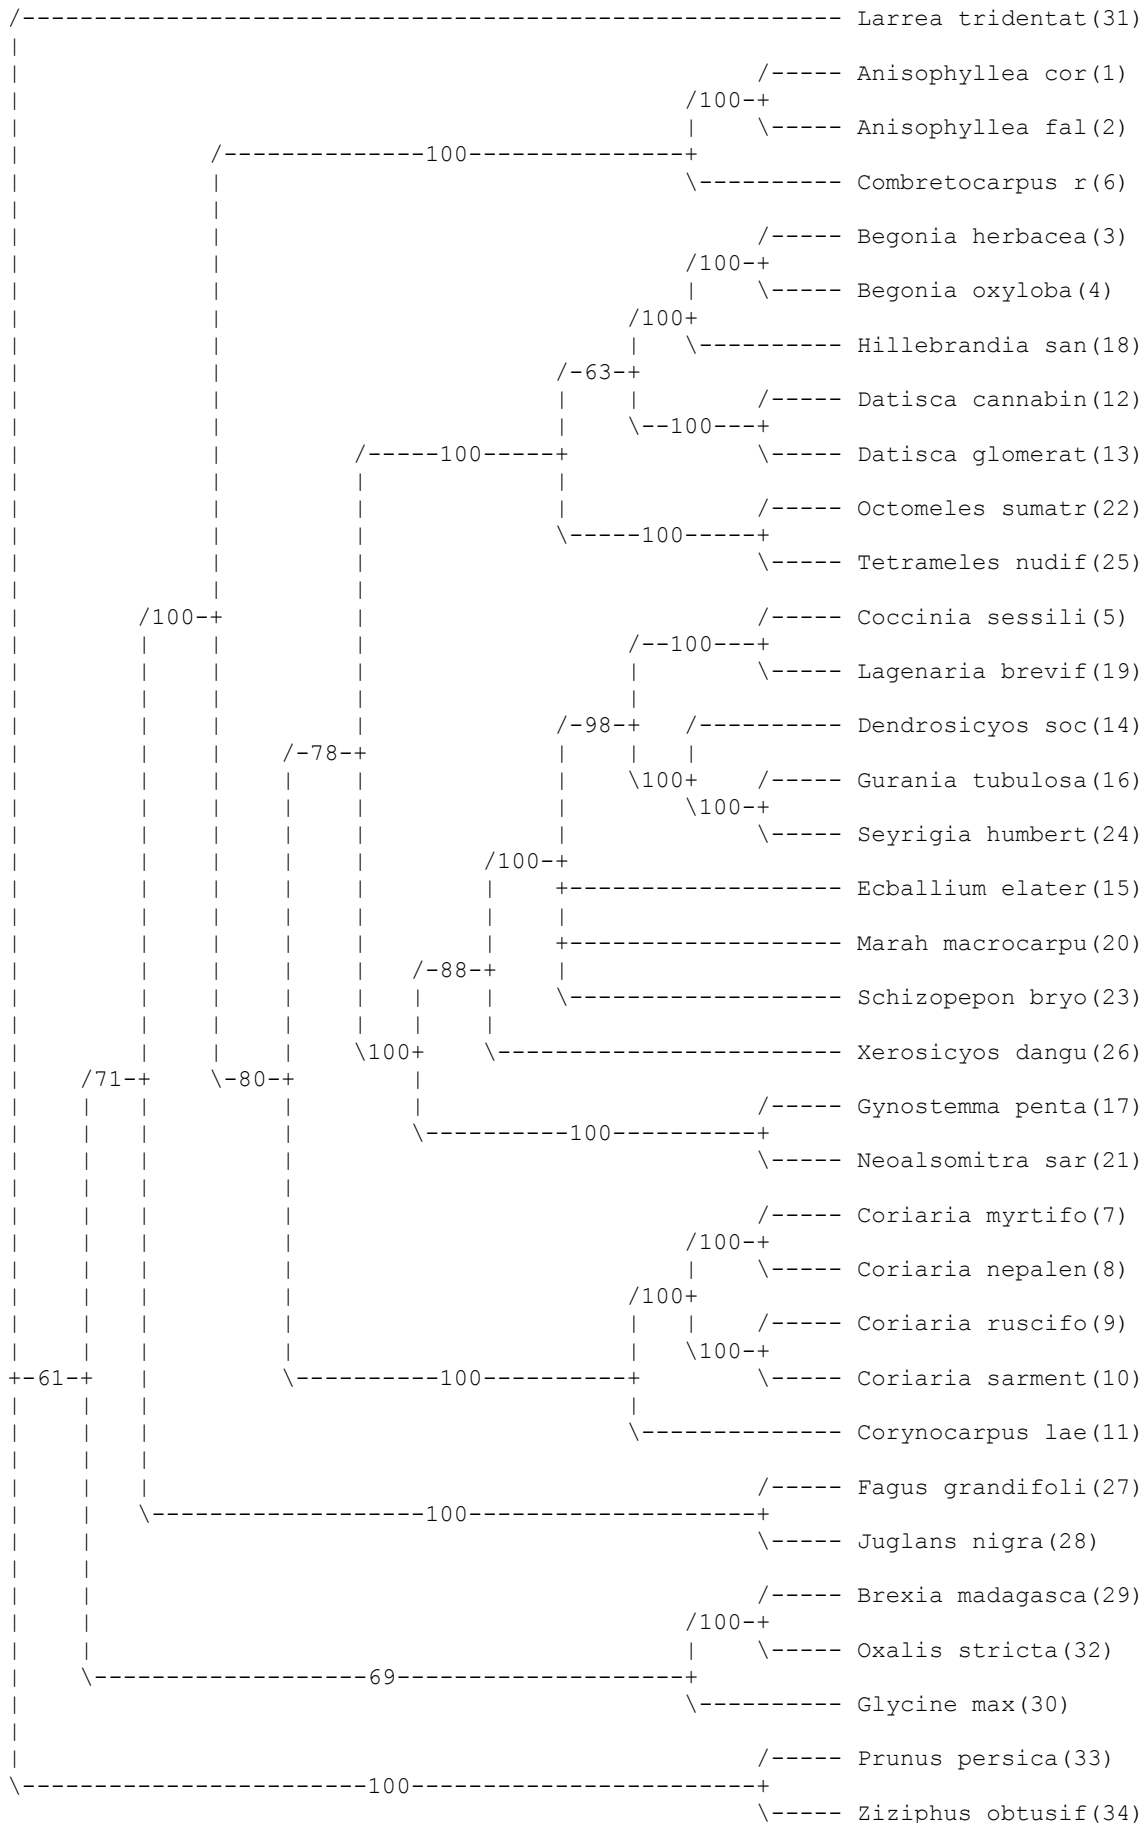 Larrea tridentat(31)
Anisophyllea cor(1)
100
Anisophyllea fal(2)
100
Combretocarpus r(6)
Begonia herbacea(3)
100
Begonia oxyloba(4)
100
Hillebrandia san(18)
63
Datisca cannabin(12)
100
100 Datisca glomerat(13)
Octomeles sumatr(22)
100
Tetrameles nudif(25)
100 Coccinia sessili(5)
100
Lagenaria brevif(19)
98 Dendrosicyos soc(14)
78
100 Gurania tubulosa(16)
100
Seyrigia humbert(24)
100
Ecballium elater(15)
Marah macrocarpu(20)
88
Schizopepon bryo(23)
100 Xerosicyos dangu(26)
71 80
Gynostemma penta(17)
100
Neoalsomitra sar(21)
Coriaria myrtifo(7)
100
Coriaria nepalen(8)
100
Coriaria ruscifo(9)
100
61 100 Coriaria sarment(10)
Corynocarpus lae(11)
Fagus grandifoli(27)
100
Juglans nigra(28)
Brexia madagasca(29)
100
Oxalis stricta(32)
69
Glycine max(30)
Prunus persica(33)
100
Ziziphus obtusif(34)